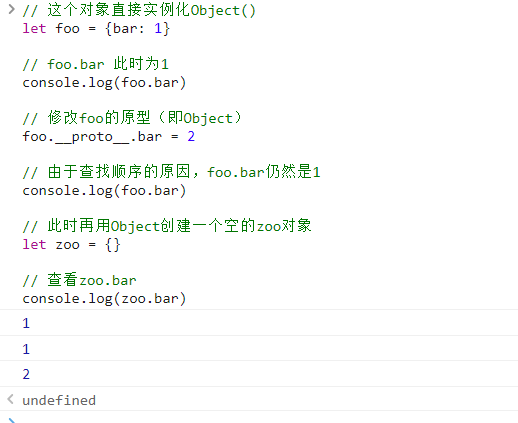 // 这个对象直接实例化Object()
let foo = {bar: 1}
// foo.bar 此时为1
console.log(foo.bar)
// 修改foo的原型（即Object）
foo.__proto__.bar = 2
// 由于查找顺序的原因，foo.bar仍然是1
console.log(foo.bar)
// 此时再用Object创建一个空的zoo对象
let zoo = {}
// 查看zoo.bar
console.log(zoo.bar)
1
1
2
undefined